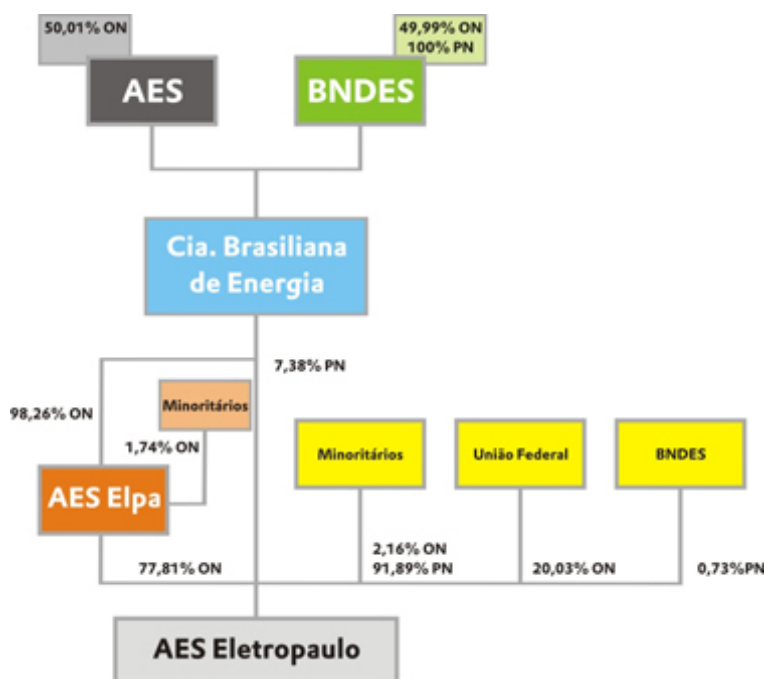 50,01% ON
49,99% ON
100% PN
AES
BNDES
Cia. Brasiliana
de Energia
7,38% PN
98,26% ON
Minoritários
1,74% ON
Minoritários
União Federal
BNDES
AES Elpa
77,81% ON
2,16% ON
91,89% PN
20,03% ON
0,73%PN
AES Eletropaulo